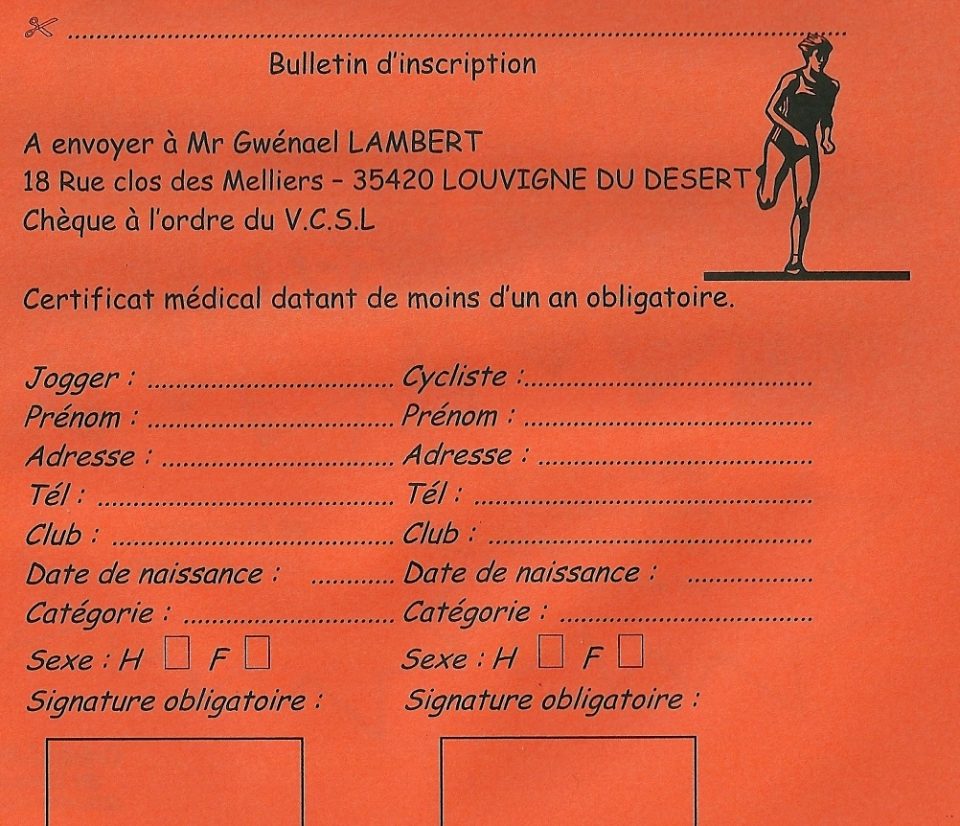 Bulletin d'inscription
A envoyer à Mr Gwénael LAMBERT
18 Rue clos des Melliers - 35420 LOUVIGNE DU DESERT
Chèque à l'ordre du V.C.S.L
Certificat médical datant de moins d'un an obligatoire.
Jogger : .................................. Cycliste :........................................
Prénom : .................................. Prénom : ........................................
Adresse : ................................ Adresse : ......................................
Tél : ......................................... Tél : ...............................................
Club : ....................................... Club : .............................................
Date de naissance : ............ Date de naissance : ..................
Catégorie : ............................. Catégorie : ...................................
Sexe : H □ F □ Sexe : H □ F □
Signature obligatoire : Signature obligatoire :